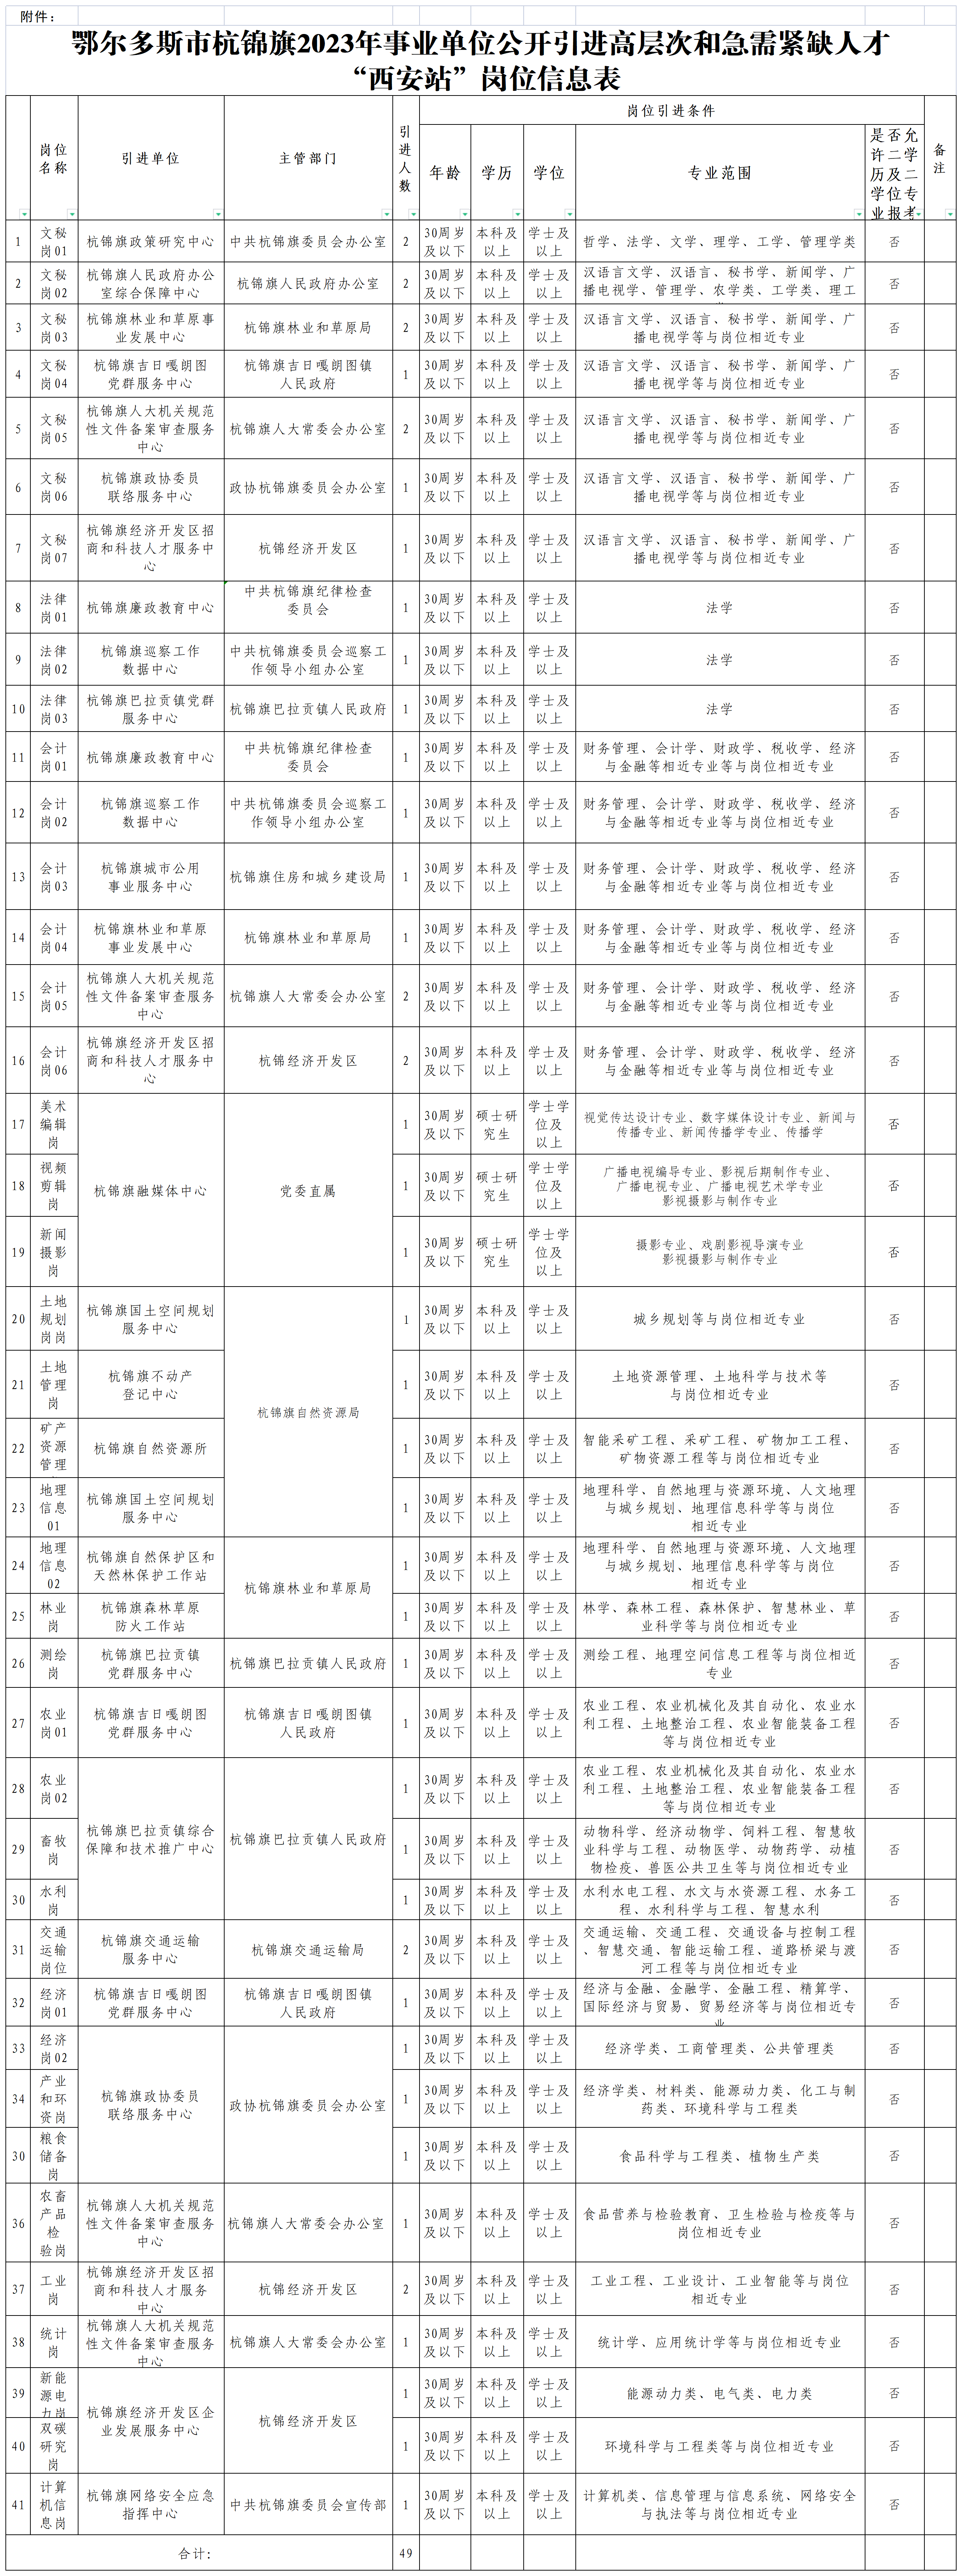 附件：
鄂尔多斯市杭锦旗2023年事业单位公开引进高层次和急需紧缺人才
“西安站”岗位信息表
岗位名称 引进单位 主管部门 引进人数 岗位引进条件 备注
年龄 学历 学位 专业范围 是否允许二学历及二学位专业报考
1 文秘岗01 杭锦旗政策研究中心 中共杭锦旗委员会办公室 2 30周岁及以下 本科及以上 学士及以上 哲学、法学、文学、理学、工学、管理学类 否
2 文秘岗02 杭锦旗人民政府办公室综合保障中心 杭锦旗人民政府办公室 2 30周岁及以下 本科及以上 学士及以上 汉语言文学、汉语言、秘书学、新闻学、广播电视学、管理学、农学类、工学类、理工 否
3 文秘岗03 杭锦旗林业和草原事业发展中心 杭锦旗林业和草原局 2 30周岁及以下 本科及以上 学士及以上 汉语言文学、汉语言、秘书学、新闻学、广播电视学等与岗位相近专业 否
4 文秘岗04 杭锦旗吉日嘎朗图党群服务中心 杭锦旗吉日嘎朗图镇人民政府 1 30周岁及以下 本科及以上 学士及以上 汉语言文学、汉语言、秘书学、新闻学、广播电视学等与岗位相近专业 否
5 文秘岗05 杭锦旗人大机关规范性文件备案审查服务中心 杭锦旗人大常委会办公室 2 30周岁及以下 本科及以上 学士及以上 汉语言文学、汉语言、秘书学、新闻学、广播电视学等与岗位相近专业 否
6 文秘岗06 杭锦旗政协委员联络服务中心 政协杭锦旗委员会办公室 1 30周岁及以下 本科及以上 学士及以上 汉语言文学、汉语言、秘书学、新闻学、广播电视学等与岗位相近专业 否
7 文秘岗07 杭锦旗经济开发区招商和科技人才服务中心 杭锦经济开发区 1 30周岁及以下 本科及以上 学士及以上 汉语言文学、汉语言、秘书学、新闻学、广播电视学等与岗位相近专业 否
8 法律岗01 杭锦旗廉政教育中心 中共杭锦旗纪律检查委员会 1 30周岁及以下 本科及以上 学士及以上 法学 否
9 法律岗02 杭锦旗巡察工作数据中心 中共杭锦旗委员会巡察工作领导小组办公室 1 30周岁及以下 本科及以上 学士及以上 法学 否
10 法律岗03 杭锦旗巴拉贡镇党群服务中心 杭锦旗巴拉贡镇人民政府 1 30周岁及以下 本科及以上 学士及以上 法学 否
11 会计岗01 杭锦旗廉政教育中心 中共杭锦旗纪律检查委员会 1 30周岁及以下 本科及以上 学士及以上 财务管理、会计学、财政学、税收学、经济与金融等相近专业等与岗位相近专业 否
12 会计岗02 杭锦旗巡察工作数据中心 中共杭锦旗委员会巡察工作领导小组办公室 1 30周岁及以下 本科及以上 学士及以上 财务管理、会计学、财政学、税收学、经济与金融等相近专业等与岗位相近专业 否
13 会计岗03 杭锦旗城市公用事业服务中心 杭锦旗住房和城乡建设局 1 30周岁及以下 本科及以上 学士及以上 财务管理、会计学、财政学、税收学、经济与金融等相近专业等与岗位相近专业 否
14 会计岗04 杭锦旗林业和草原事业发展中心 杭锦旗林业和草原局 1 30周岁及以下 本科及以上 学士及以上 财务管理、会计学、财政学、税收学、经济与金融等相近专业等与岗位相近专业 否
15 会计岗05 杭锦旗人大机关规范性文件备案审查服务中心 杭锦旗人大常委会办公室 2 30周岁及以下 本科及以上 学士及以上 财务管理、会计学、财政学、税收学、经济与金融等相近专业等与岗位相近专业 否
16 会计岗06 杭锦旗经济开发区招商和科技人才服务中心 杭锦经济开发区 2 30周岁及以下 本科及以上 学士及以上 财务管理、会计学、财政学、税收学、经济与金融等相近专业等与岗位相近专业 否
17 美术编辑岗 杭锦旗融媒体中心 党委直属 1 30周岁及以下 硕士研究生 学士学位及以上 视觉传达设计专业、数字媒体设计专业、新闻与传播专业、新闻传播学专业、传播学 否
18 视频剪辑岗 1 30周岁及以下 硕士研究生 学士学位及以上 广播电视编导专业、影视后期制作专业、广播电视专业、广播电视艺术学专业 影视摄影与制作专业 否
19 新闻摄影岗 1 30周岁及以下 硕士研究生 学士学位及以上 摄影专业、戏剧影视导演专业 影视摄影与制作专业 否
20 土地规划岗岗 杭锦旗国土空间规划服务中心 杭锦旗自然资源局 1 30周岁及以下 本科及以上 学士及以上 城乡规划等与岗位相近专业 否
21 土地管理岗 杭锦旗不动产登记中心 1 30周岁及以下 本科及以上 学士及以上 土地资源管理、土地科学与技术等与岗位相近专业 否
22 矿产资源管理 杭锦旗自然资源所 1 30周岁及以下 本科及以上 学士及以上 智能采矿工程、采矿工程、矿物加工工程、矿物资源工程等与岗位相近专业 否
23 地理信息01 杭锦旗国土空间规划服务中心 1 30周岁及以下 本科及以上 学士及以上 地理科学、自然地理与资源环境、人文地理与城乡规划、地理信息科学等与岗位相近专业 否
24 地理信息02 杭锦旗自然保护区和天然林保护工作站 杭锦旗林业和草原局 1 30周岁及以下 本科及以上 学士及以上 地理科学、自然地理与资源环境、人文地理与城乡规划、地理信息科学等与岗位相近专业 否
25 林业岗 杭锦旗森林草原防火工作站 1 30周岁及以下 本科及以上 学士及以上 林学、森林工程、森林保护、智慧林业、草业科学等与岗位相近专业 否
26 测绘岗 杭锦旗巴拉贡镇党群服务中心 杭锦旗巴拉贡镇人民政府 1 30周岁及以下 本科及以上 学士及以上 测绘工程、地理空间信息工程等与岗位相近专业 否
27 农业岗01 杭锦旗吉日嘎朗图党群服务中心 杭锦旗吉日嘎朗图镇人民政府 1 30周岁及以下 本科及以上 学士及以上 农业工程、农业机械化及其自动化、农业水利工程、土地整治工程、农业智能装备工程等与岗位相近专业 否
28 农业岗02 杭锦旗巴拉贡镇综合保障和技术推广中心 杭锦旗巴拉贡镇人民政府 1 30周岁及以下 本科及以上 学士及以上 农业工程、农业机械化及其自动化、农业水利工程、土地整治工程、农业智能装备工程等与岗位相近专业 否
29 畜牧岗 1 30周岁及以下 本科及以上 学士及以上 动物科学、经济动物学、饲料工程、智慧牧业科学与工程、动物医学、动物药学、动植物检疫、兽医公共卫生等与岗位相近专业 否
30 水利岗 1 30周岁及以下 本科及以上 学士及以上 水利水电工程、水文与水资源工程、水务工程、水利科学与工程、智慧水利 否
31 交通运输岗位 杭锦旗交通运输服务中心 杭锦旗交通运输局 2 30周岁及以下 本科及以上 学士及以上 交通运输、交通工程、交通设备与控制工程、智慧交通、智能运输工程、道路桥梁与渡河工程等与岗位相近专业 否
32 经济岗01 杭锦旗吉日嘎朗图党群服务中心 杭锦旗吉日嘎朗图镇人民政府 1 30周岁及以下 本科及以上 学士及以上 经济与金融、金融学、金融工程、精算学、国际经济与贸易、贸易经济等与岗位相近专业 否
33 经济岗02 杭锦旗政协委员联络服务中心 政协杭锦旗委员会办公室 1 30周岁及以下 本科及以上 学士及以上 经济学类、工商管理类、公共管理类 否
34 产业和环资岗 1 30周岁及以下 本科及以上 学士及以上 经济学类、材料类、能源动力类、化工与制药类、环境科学与工程类 否
30 粮食储备岗 1 30周岁及以下 本科及以上 学士及以上 食品科学与工程类、植物生产类 否
36 农畜产品检验岗 杭锦旗人大机关规范性文件备案审查服务中心 杭锦旗人大常委会办公室 1 30周岁及以下 本科及以上 学士及以上 食品营养与检验教育、卫生检验与检疫等与岗位相近专业 否
37 工业岗 杭锦旗经济开发区招商和科技人才服务中心 杭锦经济开发区 2 30周岁及以下 本科及以上 学士及以上 工业工程、工业设计、工业智能等与岗位相近专业 否
38 统计岗 杭锦旗人大机关规范性文件备案审查服务中心 杭锦旗人大常委会办公室 1 30周岁及以下 本科及以上 学士及以上 统计学、应用统计学等与岗位相近专业 否
39 新能源电力岗 杭锦旗经济开发区企业发展服务中心 杭锦经济开发区 1 30周岁及以下 本科及以上 学士及以上 能源动力类、电气类、电力类 否
40 双碳研究岗 1 30周岁及以下 本科及以上 学士及以上 环境科学与工程类等与岗位相近专业 否
41 计算机信息岗 杭锦旗网络安全应急指挥中心 中共杭锦旗委员会宣传部 1 30周岁及以下 本科及以上 学士及以上 计算机类、信息管理与信息系统、网络安全与执法等与岗位相近专业 否
合计： 49